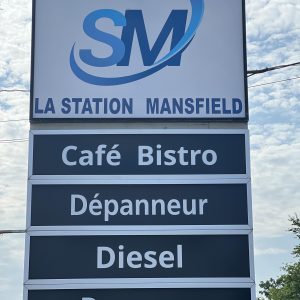 SM
LA STATION MANSFIELD
Café Bistro
Dépanneur
Diesel